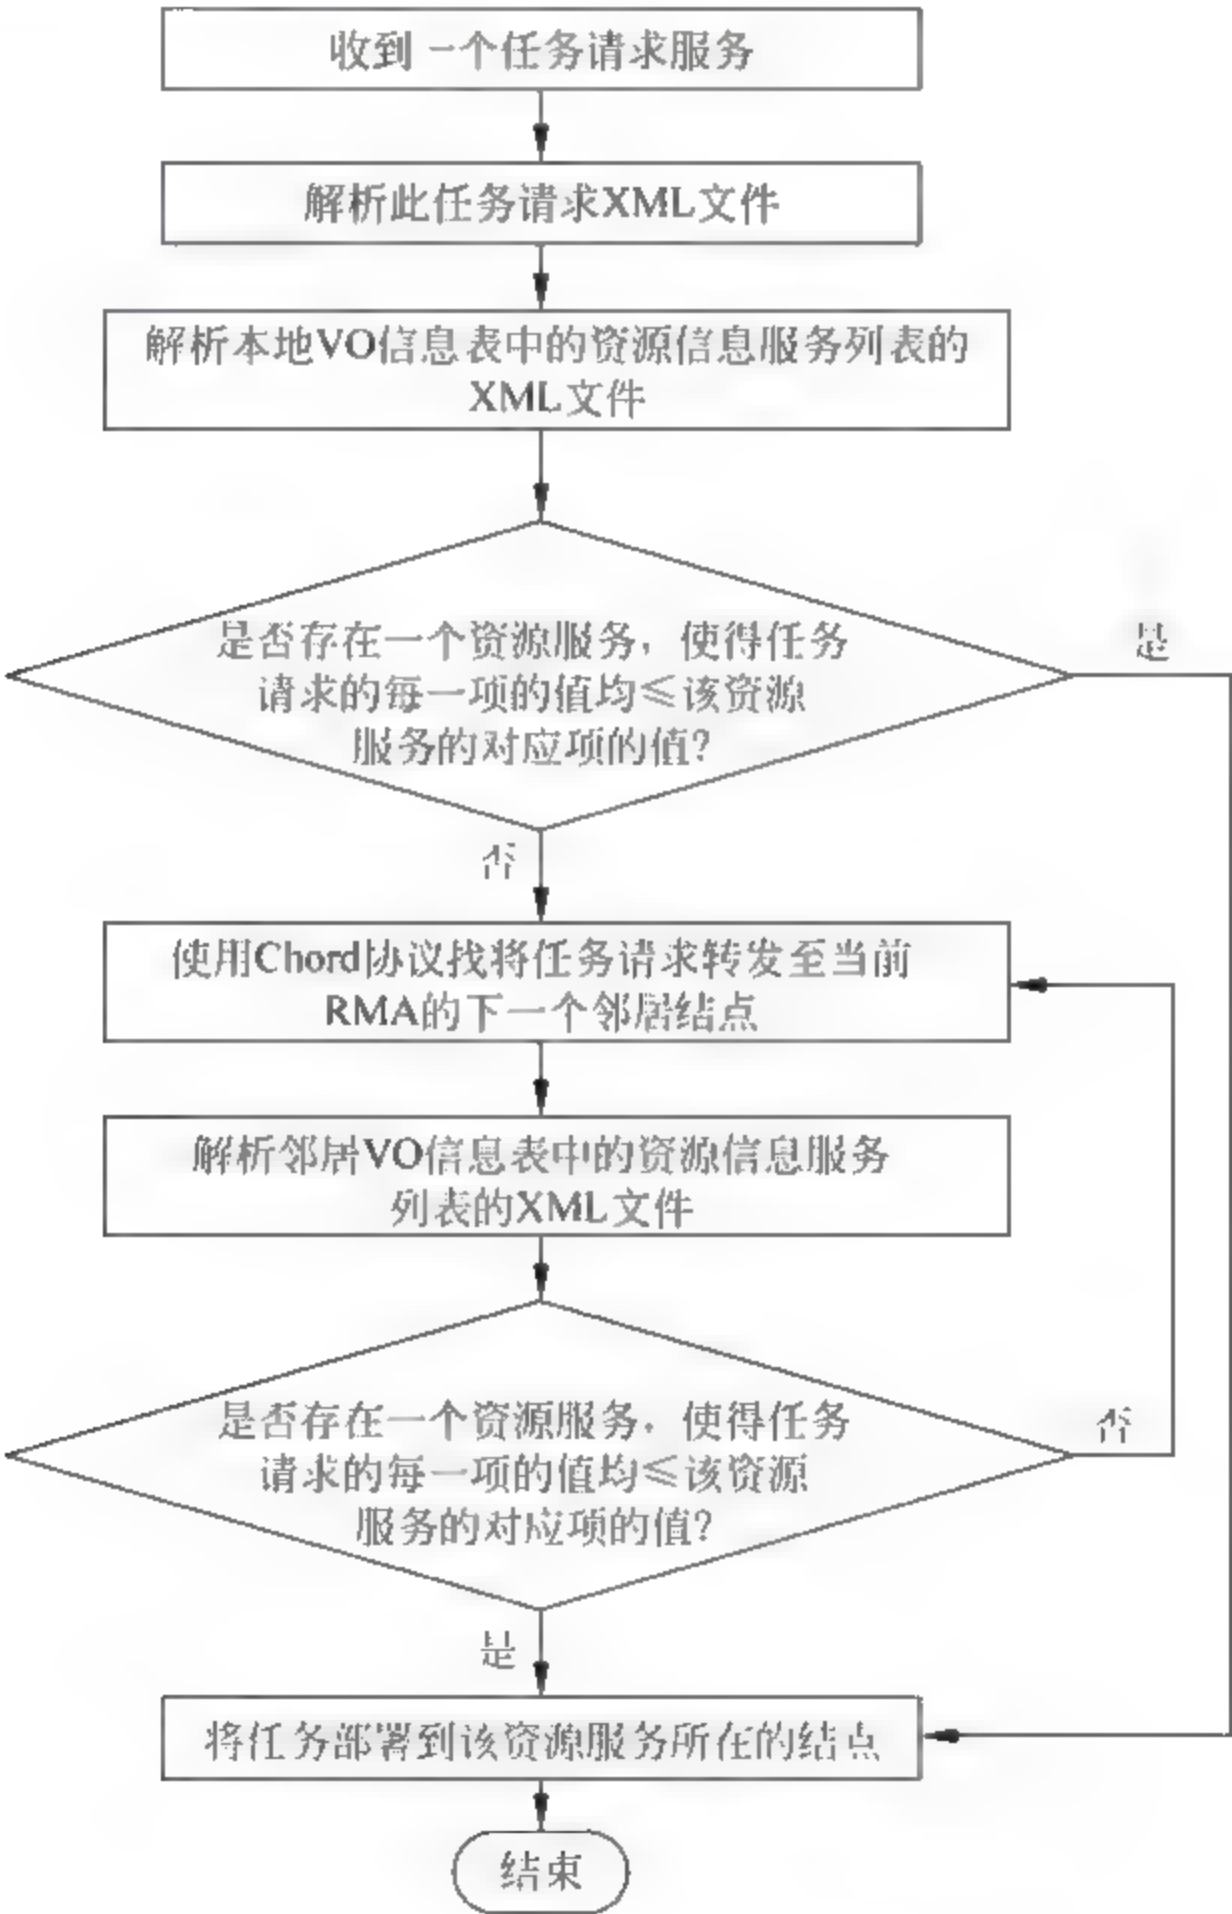 收到一个任务请求服务
解析此任务请求XML文件
解析本地VO信息表中的资源信息服务列表的
XML文件
是否存在一个资源服务，使得任务
请求的每一项的值均≤该资源
服务的对应项的值?
是
否
使用Chord协议找将任务请求转发至当前
RMA的下一个邻居结点
解析邻居VO信息表中的资源信息服务
列表的XML文件
是否存在一个资源服务，使得任务
请求的每一项的值均≤该资源
服务的对应项的值?
否
是
将任务部署到该资源服务所在的结点
结束